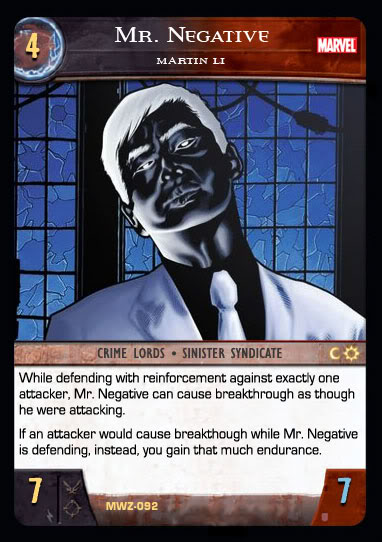 4
MR. NEGATIVE
MARTIN LI
MARVEL
CRIME LORDS • SINISTER SYNDICATE
While defending with reinforcement against exactly one
attacker, Mr. Negative can cause breakthrough as though
he were attacking.
If an attacker would cause breakthough while Mr. Negative
is defending, instead, you gain that much endurance.
7
MWZ-092
7